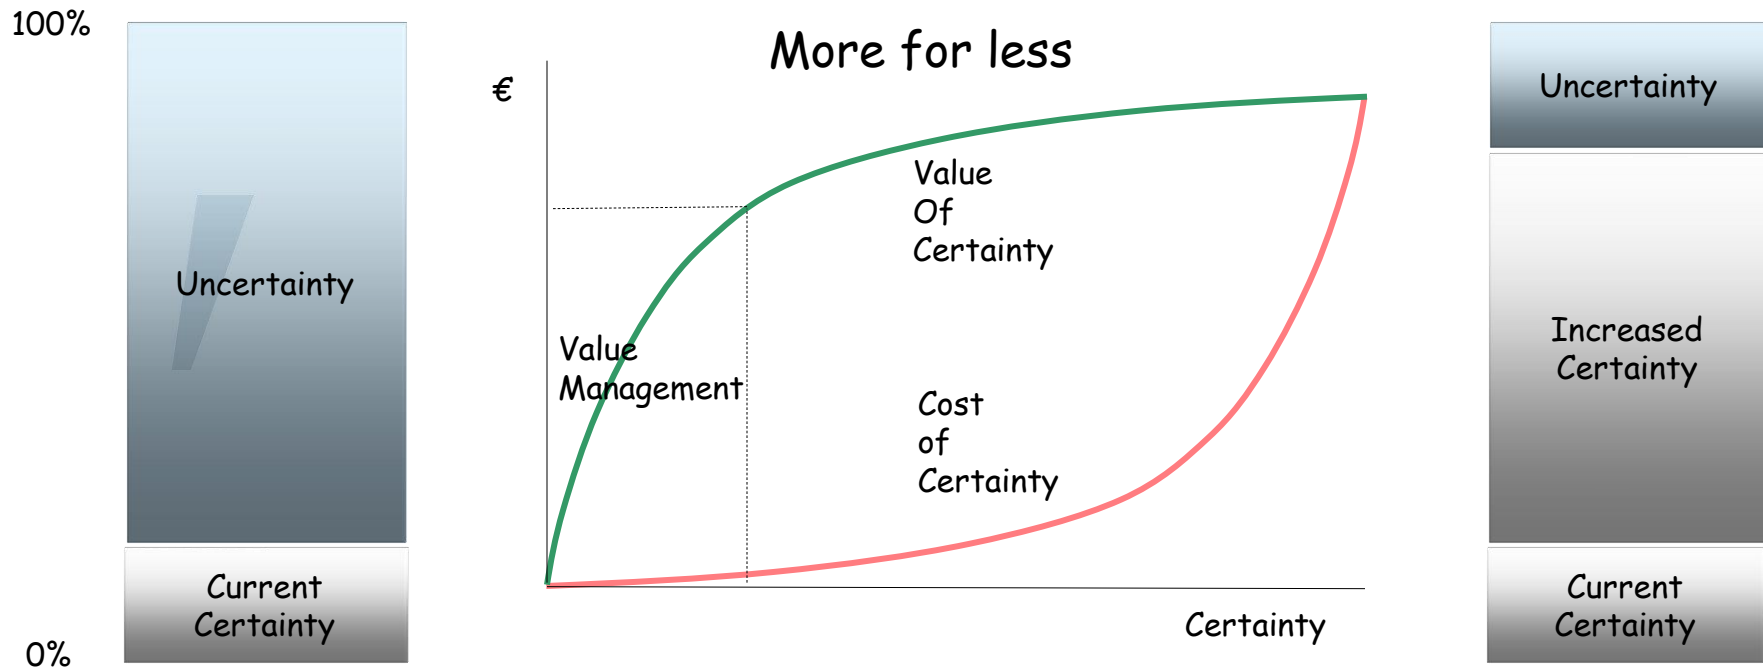 100%
More for less
€
Uncertainty
Value
Of
Certainty
Uncertainty
Value
Management
Increased
Certainty
Cost
of
Certainty
Current
Certainty
Current
Certainty
Certainty
0%